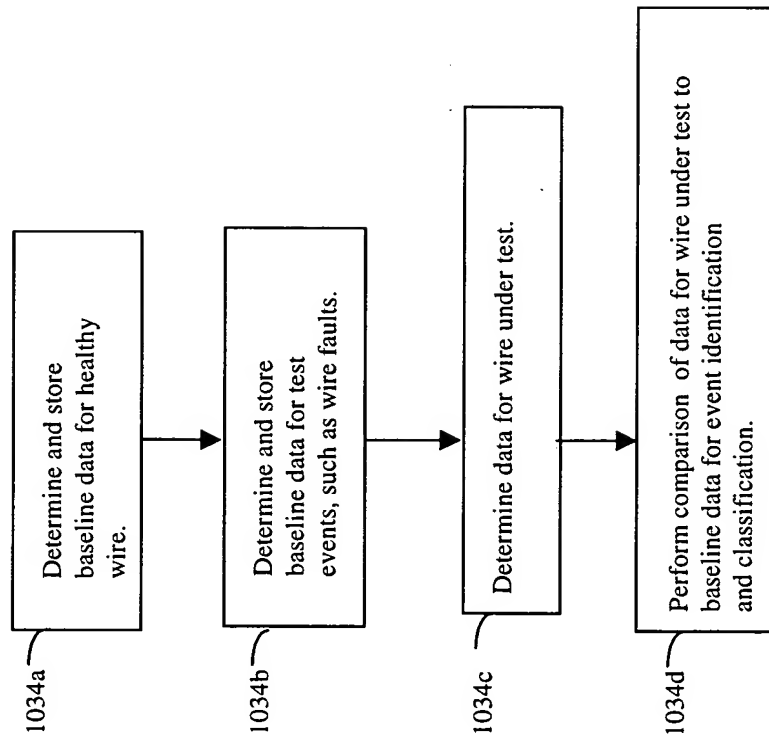 1034a
Determine and store
baseline data for healthy
wire.
1034b
Determine and store
baseline data for test
events, such as wire faults.
1034c
Determine data for wire under test.
1034d
Perform comparison of data for wire under test to
baseline data for event identification
and classification.